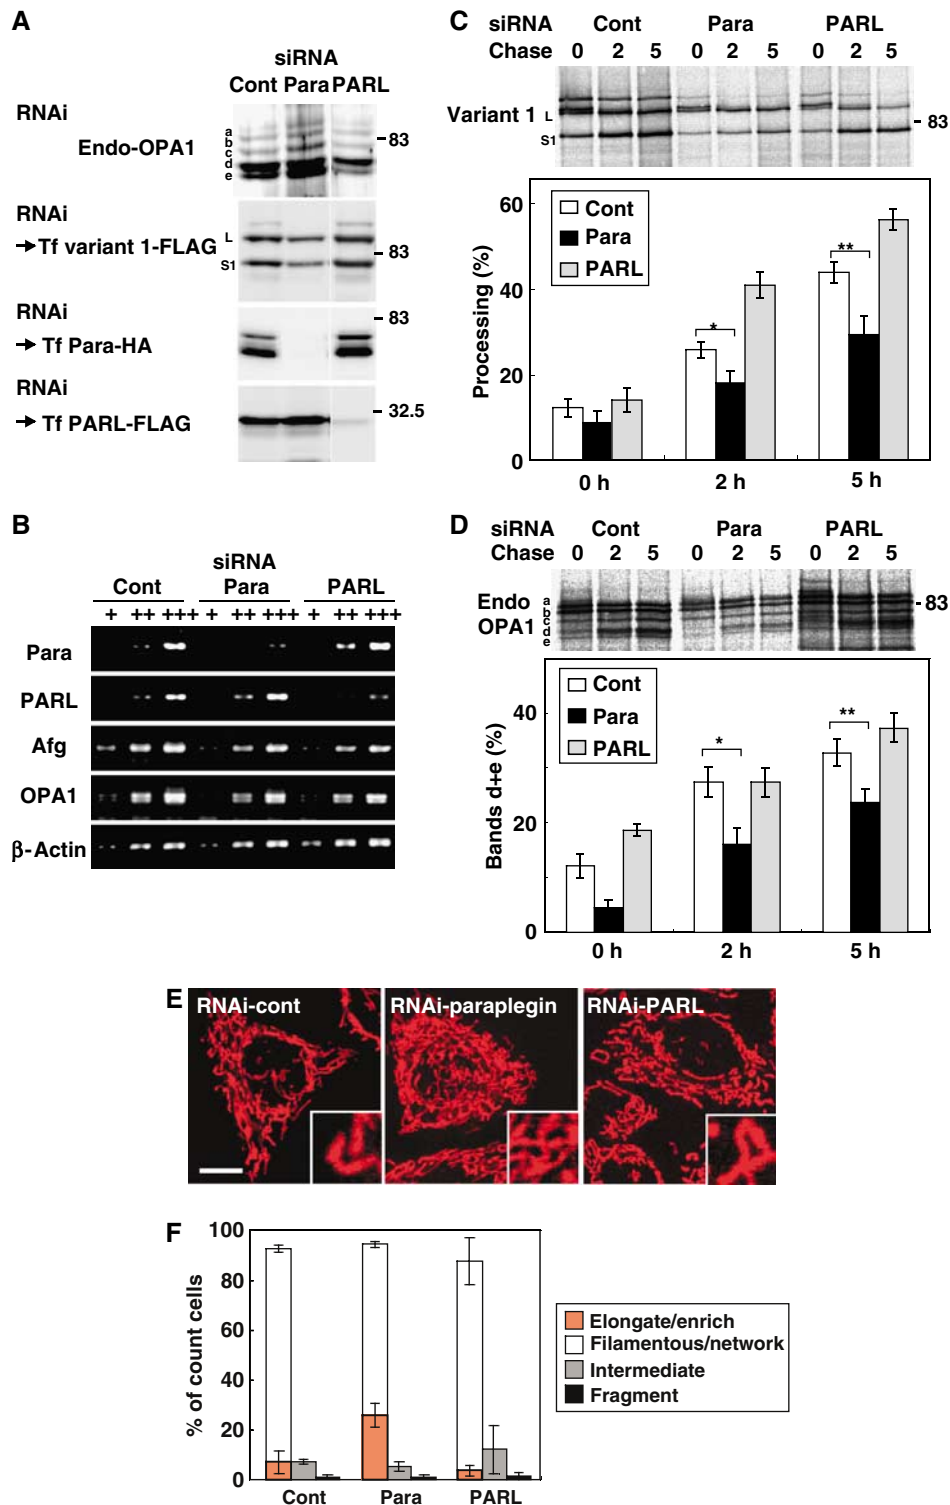 A
siRNA
Cont Para PARL
RNAi
Endo-OPA1
a
b
c
d
e
83
RNAi
→Tf variant 1-FLAG
L
S1
83
RNAi
→ Tf Para-HA
83
RNAi
→ Tf PARL-FLAG
32.5
B
siRNA
Cont Para PARL
+ ++ +++ + ++ +++ + ++ +++
Para
PARL
Afg
OPA1
β-Actin
C
siRNA Cont Para PARL
Chase 0 2 5 0 2 5 0 2 5
Variant 1
L
S1
83
Processing (%)
60
40
20
0
Cont
Para
PARL
*
**
0 h 2 h 5 h
D
siRNA Cont Para PARL
Chase 0 2 5 0 2 5 0 2 5
Endo
OPA1
a
b
c
d
e
83
Bands d+e (%)
40
20
0
Cont
Para
PARL
*
**
0 h 2 h 5 h
E
RNAi-cont RNAi-paraplegin RNAi-PARL
F
% of count cells
100
80
60
40
20
0
Cont Para PARL
Elongate/enrich
Filamentous/network
Intermediate
Fragment